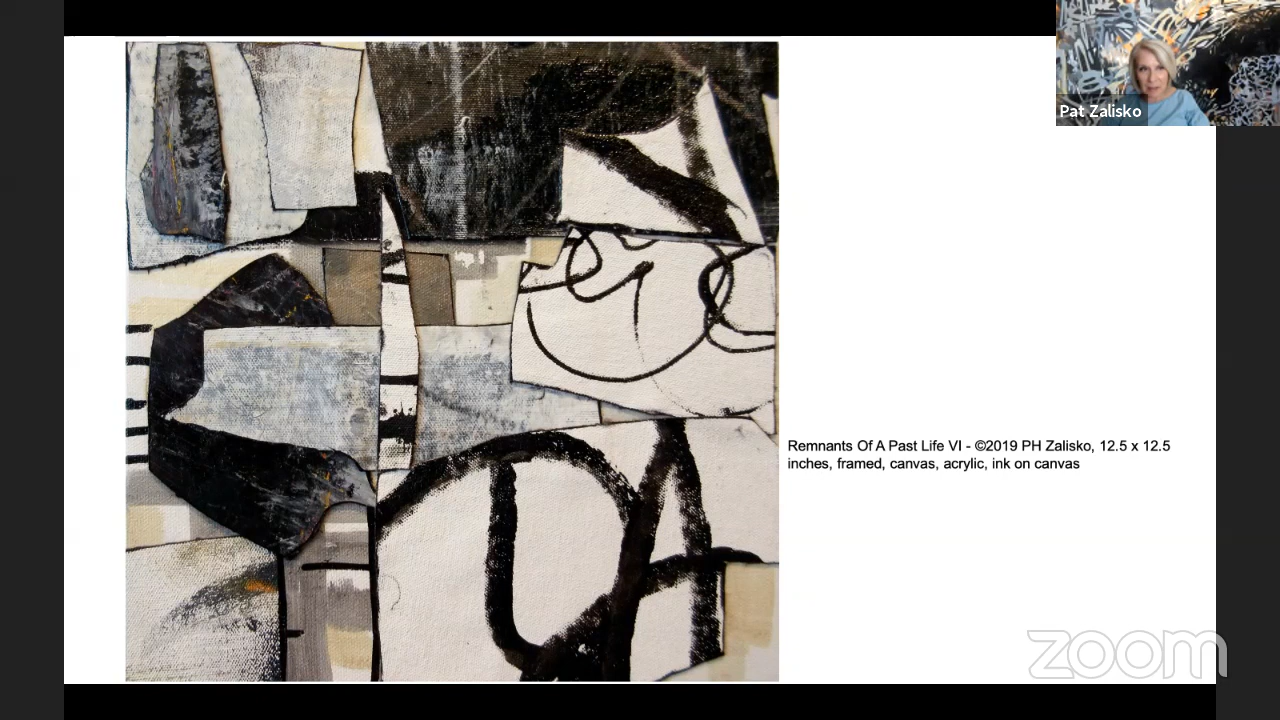 Pat Zalisko
Remnants Of A Past Life VI - ©2019 PH Zalisko, 12.5 x 12.5
inches, framed, canvas, acrylic, ink on canvas
zoom